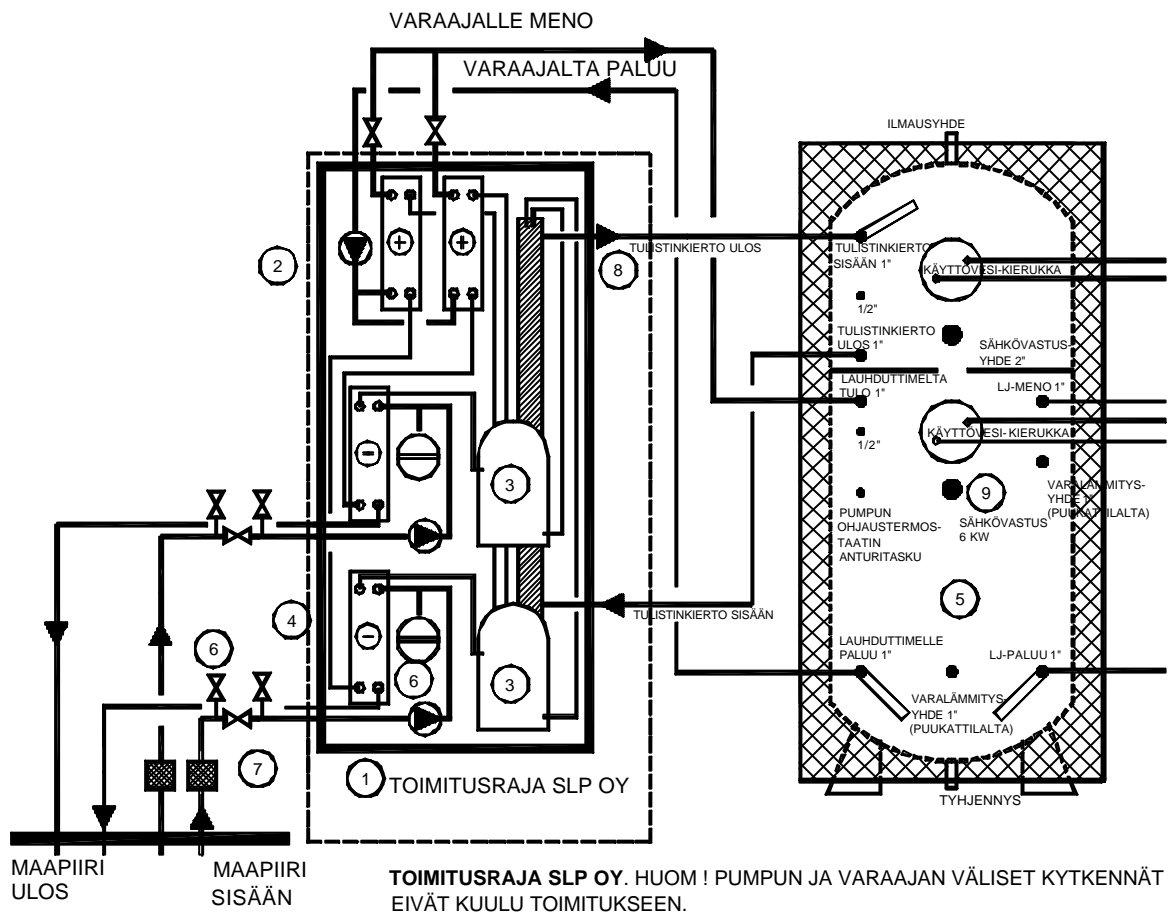 VARAAJALLE MENO
VARAAJALTA PALUU
ILMAUSYHDE
2
8
TULISTINKIERTO ULOS
TULISTINKIERTO
SISÄÄN 1"
KÄYTTÖVESI-KIERUKKA
1/2"
TULISTINKIERTO
ULOS 1"
SÄHKÖVASTUS-
YHDE 2"
LAUHDUTTIMELTA
TULO 1"
LJ-MENO 1"
1/2"
KÄYTTÖVESI-KIERUKKA
+
+
-
-
3
3
9
PUMPUN
OHJAUSTERMOS-
TAATIN
ANTURITASKU
SÄHKÖVASTUS
6 KW
VARALÄMMITYS-
YHDE 1"
(PUUKATTILALTA)
4
5
TULISTINKIERTO SISÄÄN
6
6
LAUHDUTTIMELLE
PALUU 1"
LJ-PALUU 1"
VARALÄMMITYS-
YHDE 1"
(PUUKATTILALTA)
7
1
TOIMITUSRAJA SLP OY
TYHJENNYS
MAAPIIRI
ULOS
MAAPIIRI
SISÄÄN
TOIMITUSRAJA SLP OY. HUOM ! PUMPUN JA VARAAJAN VÄLISET KYTKENNÄT
EIVÄT KUULU TOIMITUKSEEN.